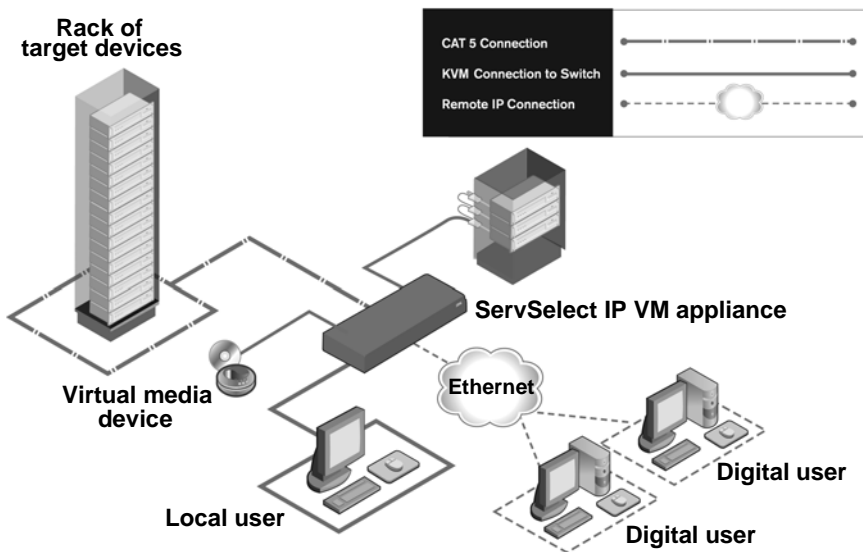 Rack of
target devices
CAT 5 Connection
KVM Connection to Switch
Remote IP Connection
ServSelect IP VM appliance
Ethernet
Virtual media
device
Local user
Digital user
Digital user